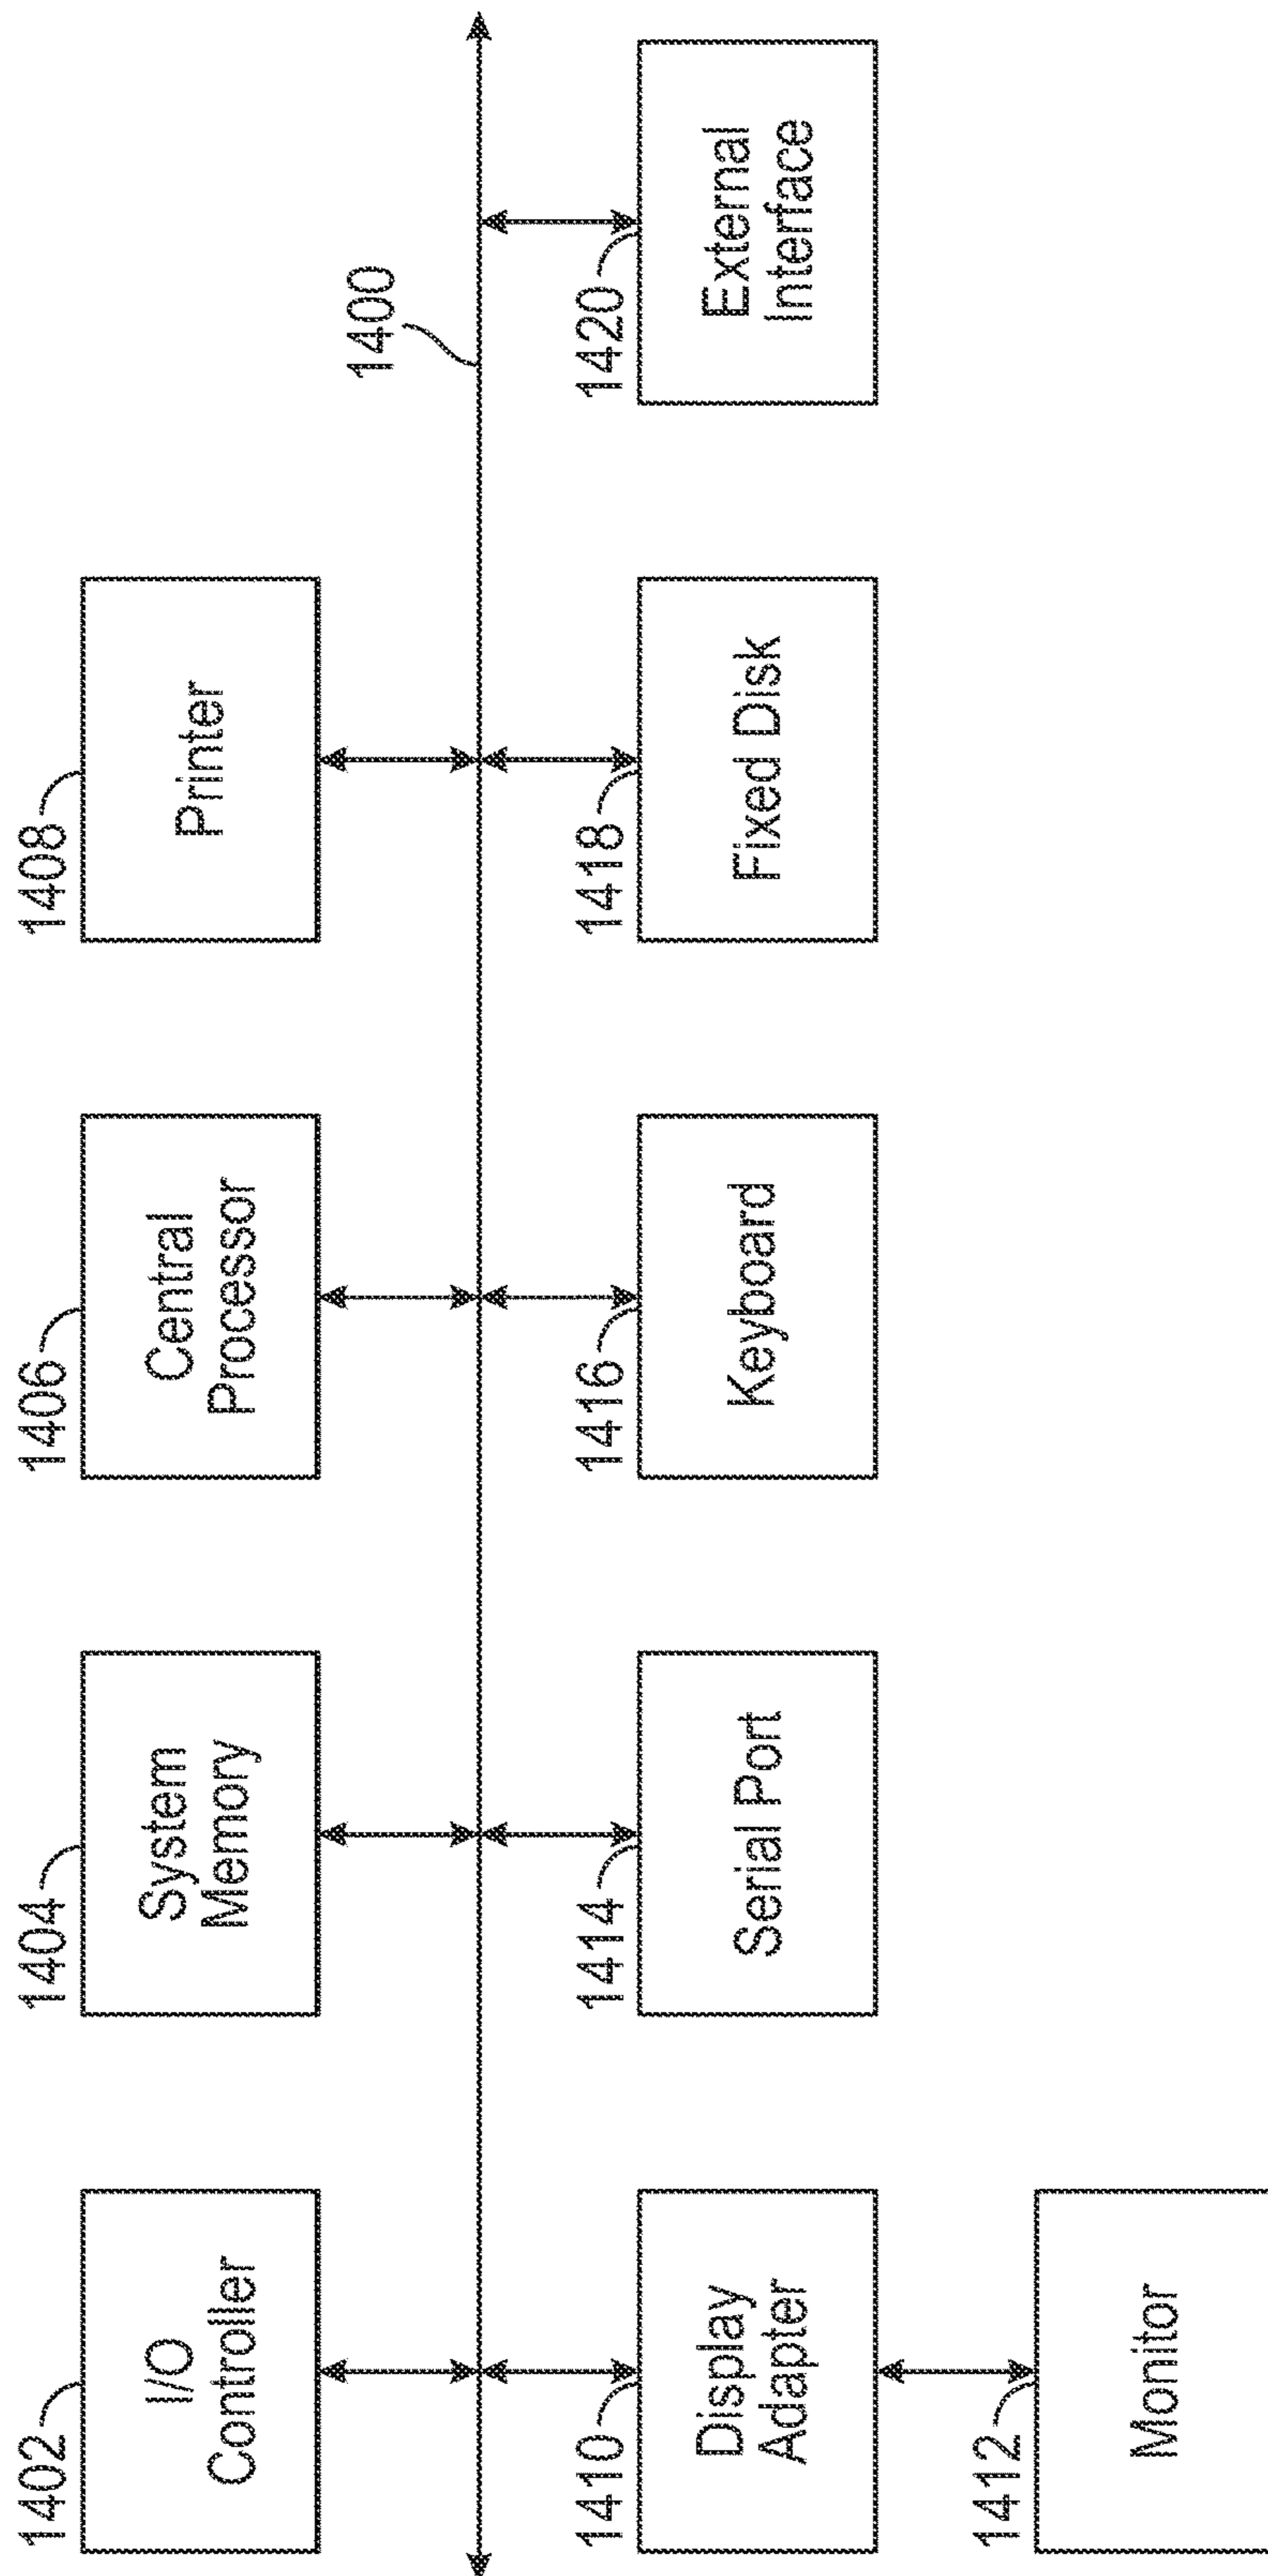 1402
I/O
Controller
1404
System
Memory
1406
Central
Processor
1408
Printer
1400
1410
Display
Adapter
1414
Serial Port
1416
Keyboard
1418
Fixed Disk
1420
External
Interface
1412
Monitor